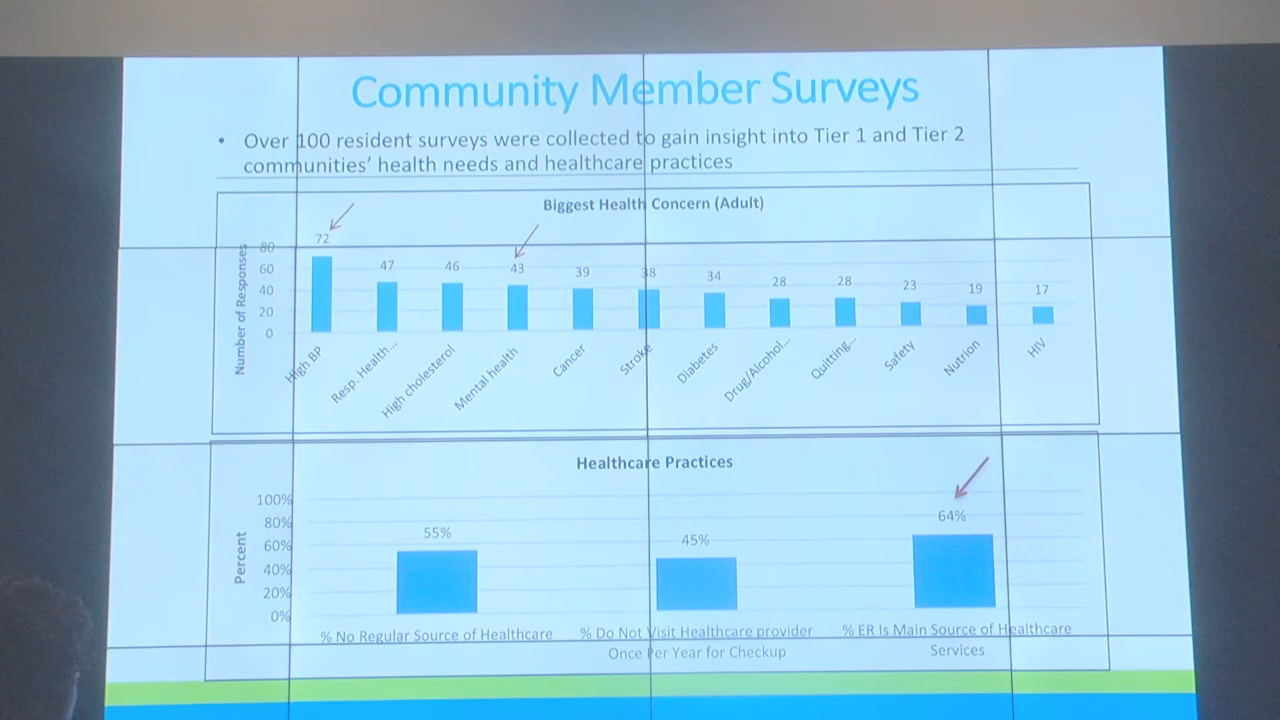 Community Member Surveys
• Over 100 resident surveys were collected to gain insight into Tier 1 and Tier 2
communities' health needs and healthcare practices
Biggest Health Concern (Adult)
Number of Responses
80
60
40
20
0
72
47
46
43
39
38
34
28
28
23
19
17
High BP
Resp. Health...
High cholesterol
Mental health
Cancer
Stroke
Diabetes
Drug/Alcohol...
Quitting...
Safety
Nutrion
HIV
Healthcare Practices
Percent
100%
80%
60%
40%
20%
0%
55%
45%
64%
% No Regular Source of Healthcare
% Do Not Visit Healthcare provider
Once Per Year for Checkup
% ER Is Main Source of Healthcare
Services